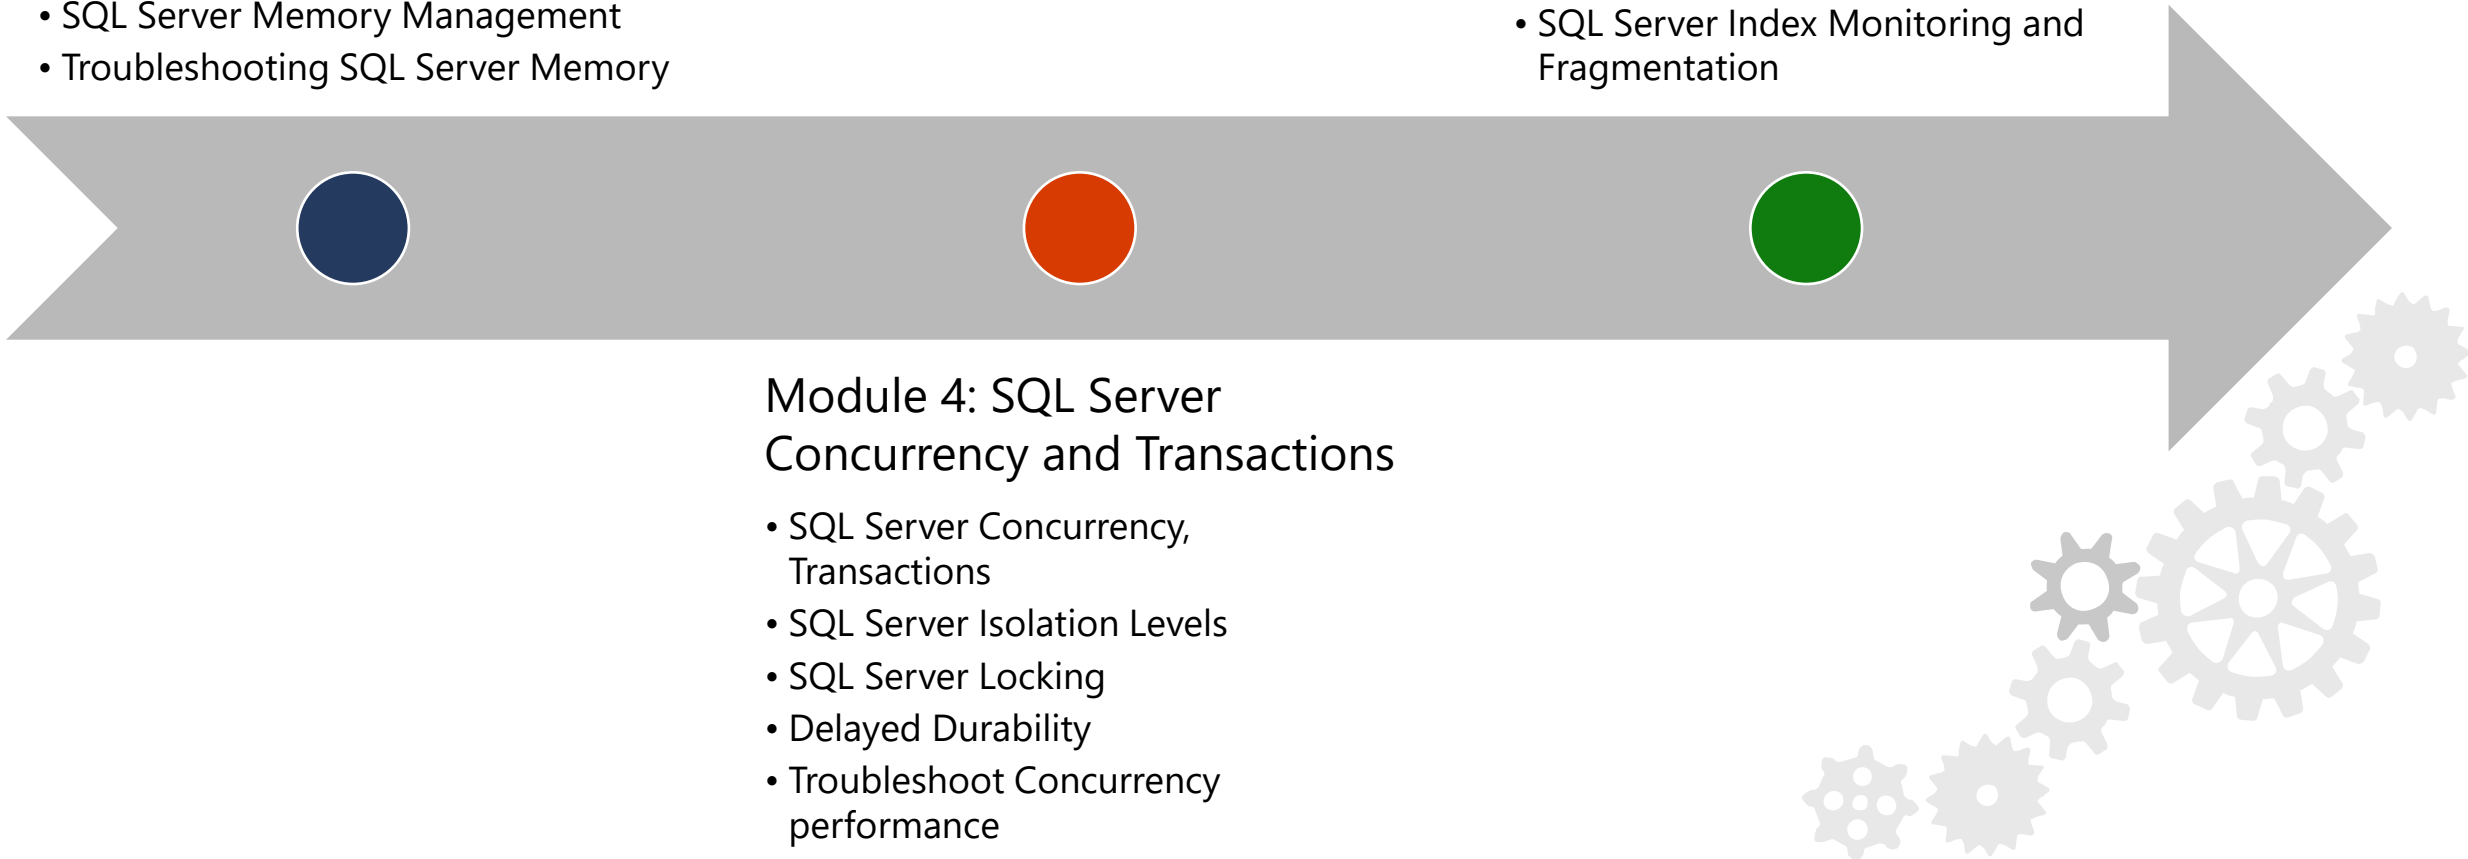 • SQL Server Memory Management
• Troubleshooting SQL Server Memory
• SQL Server Index Monitoring and
Fragmentation
Module 4: SQL Server
Concurrency and Transactions
• SQL Server Concurrency,
Transactions
• SQL Server Isolation Levels
• SQL Server Locking
• Delayed Durability
• Troubleshoot Concurrency
performance